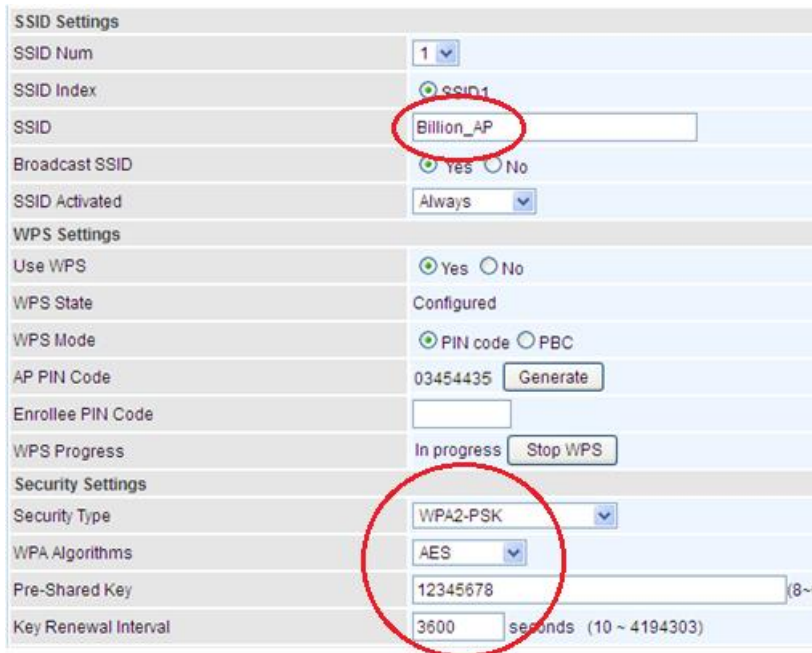 SSID Settings
SSID Num 1
SSID Index SSID1
SSID Billion_AP
Broadcast SSID Yes No
SSID Activated Always
WPS Settings
Use WPS Yes No
WPS State Configured
WPS Mode PIN code PBC
AP PIN Code 03454435 Generate
Enrollee PIN Code
WPS Progress In progress Stop WPS
Security Settings
Security Type WPA2-PSK
WPA Algorithms AES
Pre-Shared Key 12345678 (8~
Key Renewal Interval 3600 seconds (10 ~ 4194303)